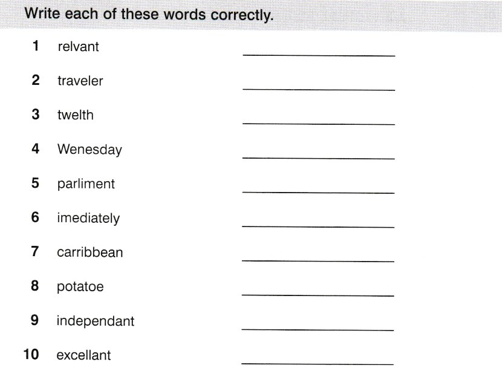 Write each of these words correctly.
1 relvant
2 traveler
3 twelth
4 Wenesday
5 parliment
6 imediately
7 carribbean
8 potatoe
9 independant
10 excellant